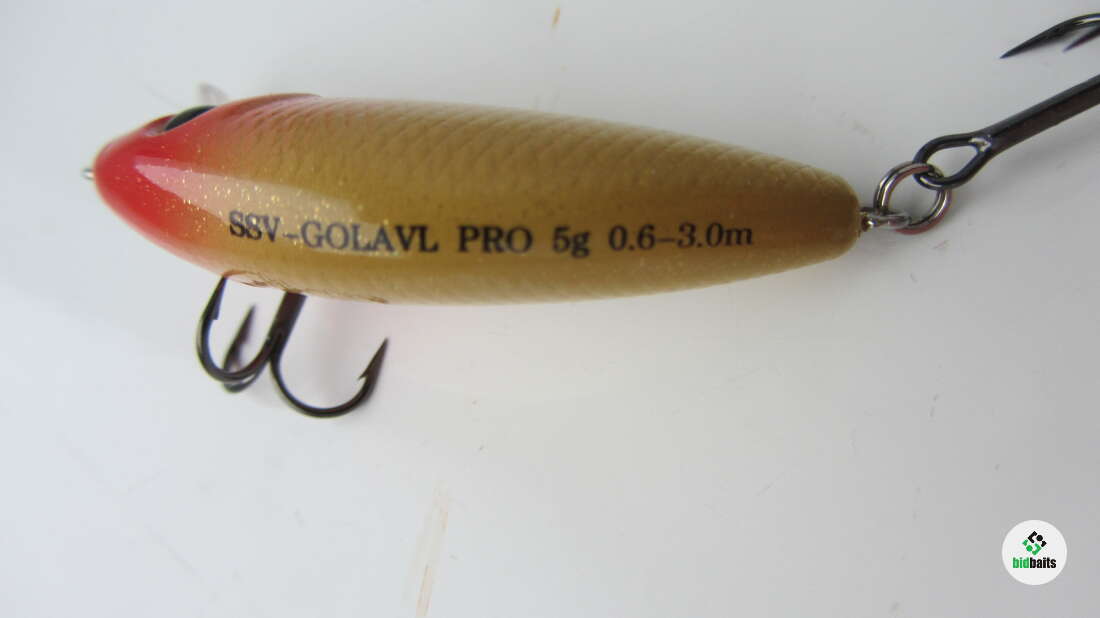 SSV-GOLAVL PRO 5g 0.6-3.0m
bidbaits